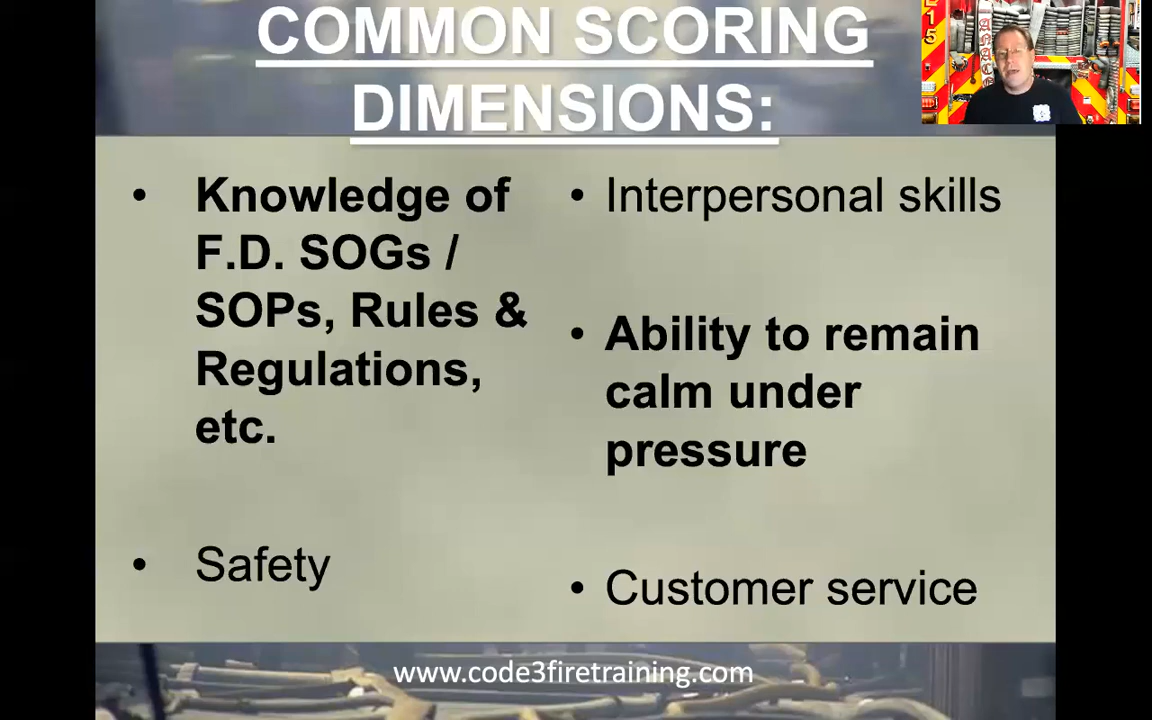 COMMON SCORING
DIMENSIONS:
• Knowledge of
F.D. SOGs /
SOPs, Rules &
Regulations,
etc.
• Safety
• Interpersonal skills
• Ability to remain
calm under
pressure
• Customer service
www.code3firetraining.com
15